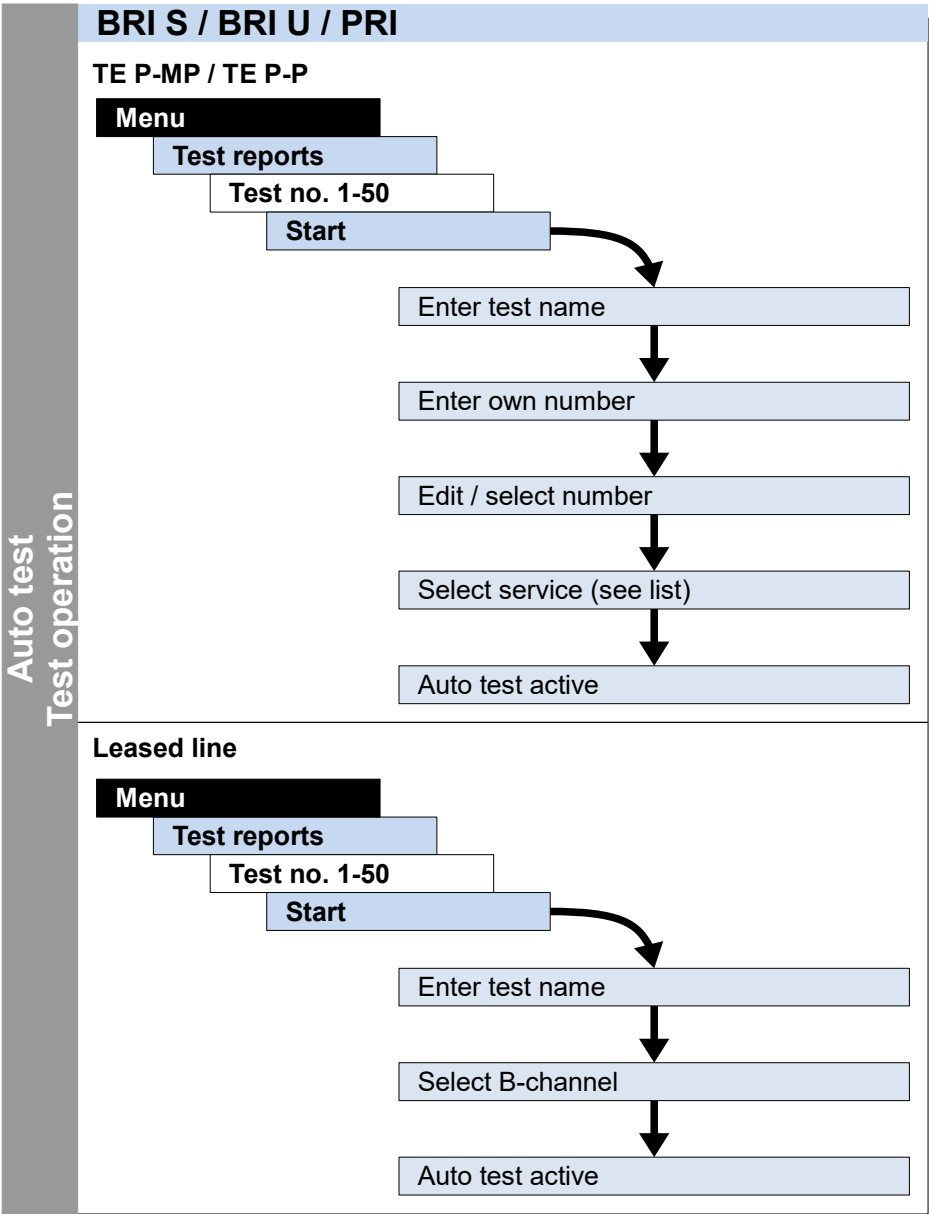 BRI S / BRI U / PRI
Auto test
Test operation
TE P-MP / TE P-P
Menu
Test reports
Test no. 1-50
Start
Enter test name
Enter own number
Edit / select number
Select service (see list)
Auto test active
Leased line
Menu
Test reports
Test no. 1-50
Start
Enter test name
Select B-channel
Auto test active